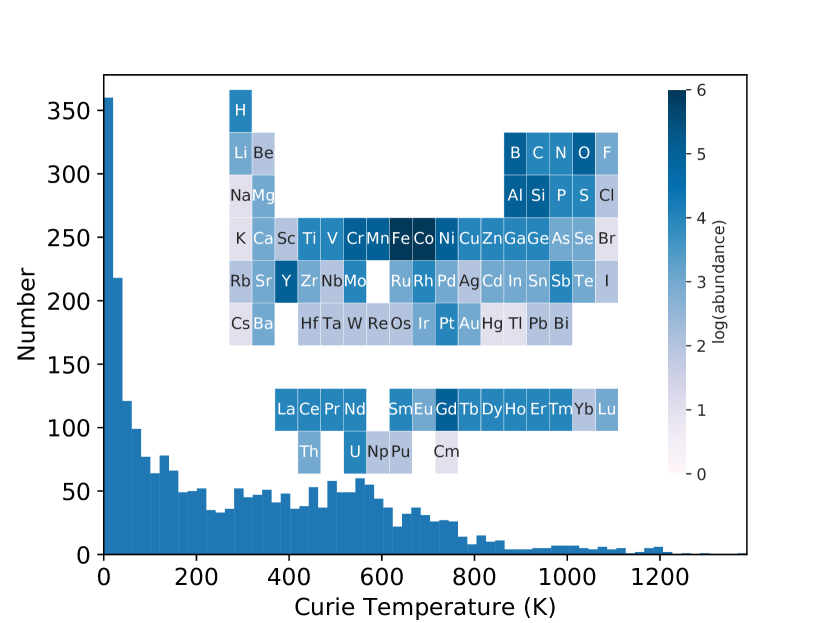 350
300
250
200
150
100
50
0
Number
0 200 400 600 800 1000 1200
Curie Temperature (K)
H
Li Be B C N O F
Na Mg Al Si P S Cl
K Ca Sc Ti V Cr Mn Fe Co Ni Cu Zn Ga Ge As Se Br
Rb Sr Y Zr Nb Mo Ru Rh Pd Ag Cd In Sn Sb Te I
Cs Ba Hf Ta W Re Os Ir Pt Au Hg Tl Pb Bi
La Ce Pr Nd Sm Eu Gd Tb Dy Ho Er Tm Yb Lu
Th U Np Pu Cm
6
5
4
3
2
1
0
log(abundance)